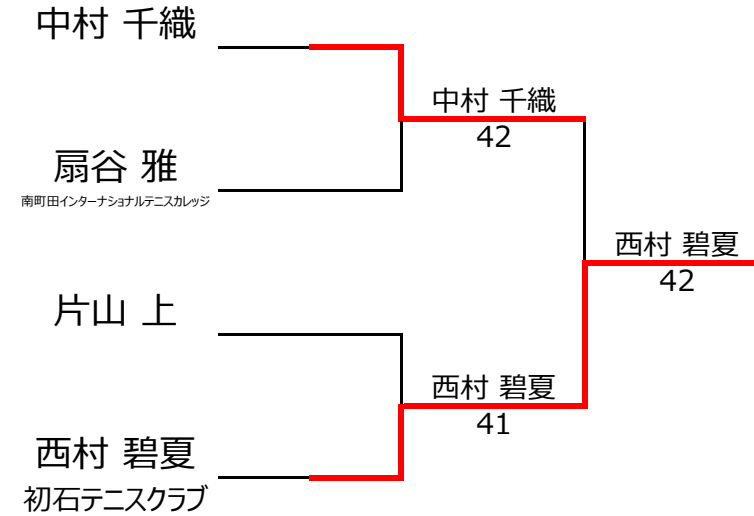 中村 千織
中村 千織
42
扇谷 雅
南町田インターナショナルテニスカレッジ
西村 碧夏
42
片山 上
西村 碧夏
41
西村 碧夏
初石テニスクラブ